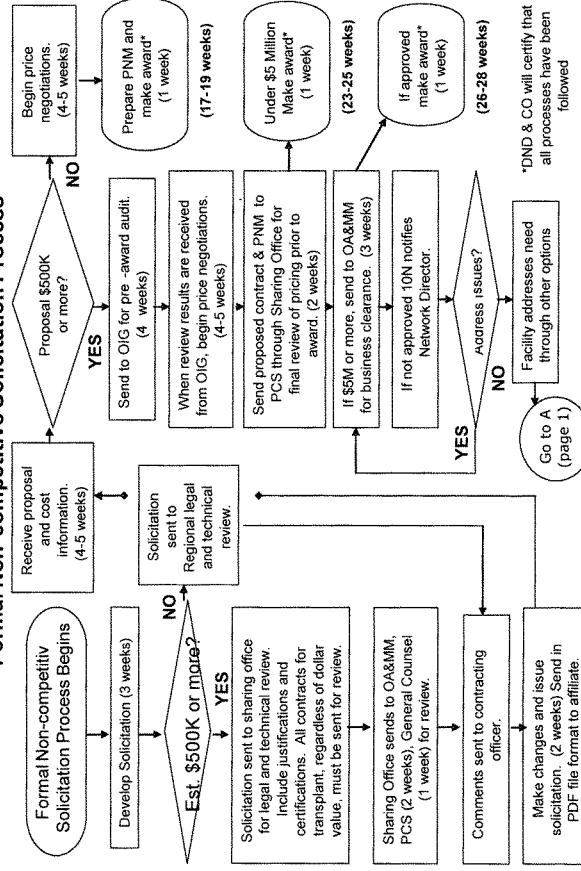 Formal Non-competitiv
Solicitation Process Begins
Develop Solicitation (3 weeks)
Est. $500K or more?
NO
YES
Solicitation sent to sharing office
for legal and technical review.
Include justifications and
certifications. All contracts for
transplant, regardless of dollar
value, must be sent for review.
Sharing Office sends to OA&MM,
PCS (2 weeks), General Counsel
(1 week) for review.
Comments sent to contracting
officer.
Make changes and issue
solicitation. (2 weeks) Send in
PDF file format to affiliate.
Receive proposal
and cost
information.
(4-5 weeks)
Solicitation
sent to
Regional legal
and technical
review.
Proposal $500K
or more?
NO
YES
Send to OIG for pre -award audit.
(4 weeks)
When review results are received
from OIG, begin price negotiations.
(4-5 weeks)
Send proposed contract & PNM to
PCS through Sharing Office for
final review of pricing prior to
award. (2 weeks)
If $5M or more, send to OA&MM
for business clearance. (3 weeks)
If not approved 10N notifies
Network Director.
Address issues?
YES
NO
Facility addresses need
through other options
Go to A
(page 1)
Begin price
negotiations.
(4-5 weeks)
Prepare PNM and
make award*
(1 week)
(17-19 weeks)
Under $5 Million
Make award*
(1 week)
(23-25 weeks)
If approved
make award*
(1 week)
(26-28 weeks)
*DND & CO will certify that
all processes have been
followed